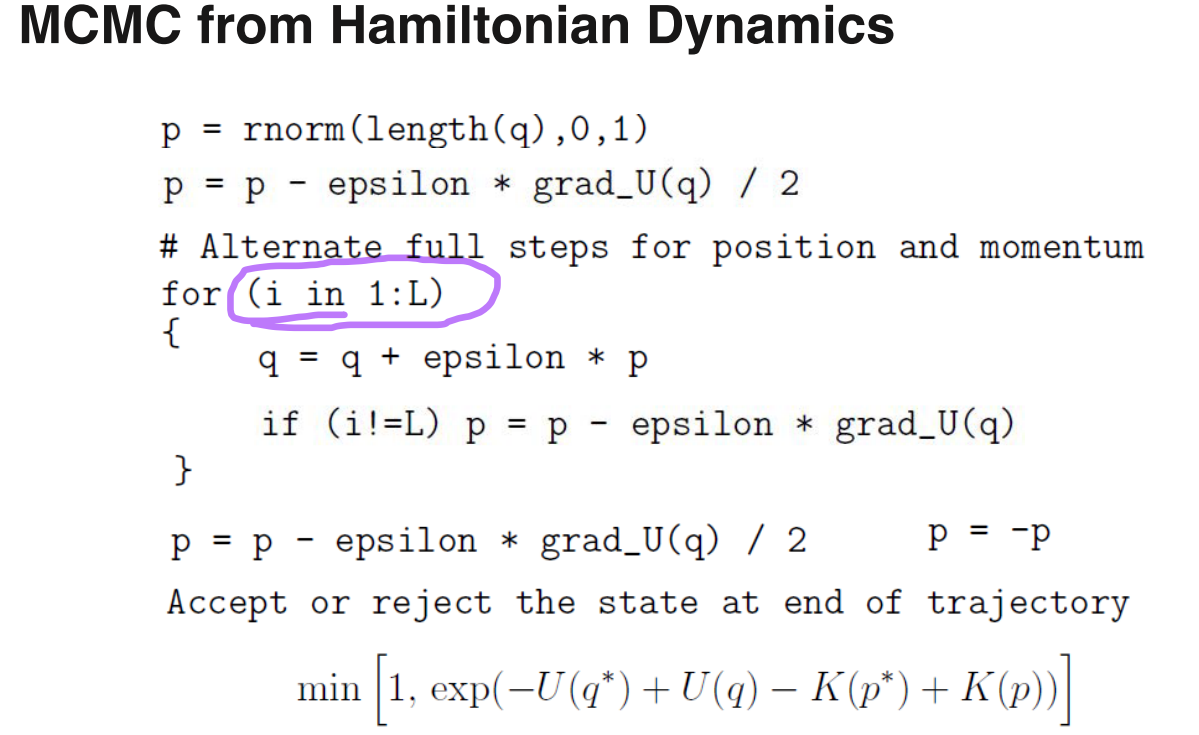 MCMC from Hamiltonian Dynamics
p = rnorm(length(q),0,1)
p = p - epsilon * grad_U(q) / 2
# Alternate full steps for position and momentum
for (i in 1:L)
{
q = q + epsilon * p
if (i!=L) p = p - epsilon * grad_U(q)
}
p = p - epsilon * grad_U(q) / 2 p = -p
Accept or reject the state at end of trajectory
min [1, exp(−U(q*) + U(q) − K(p*) + K(p))]